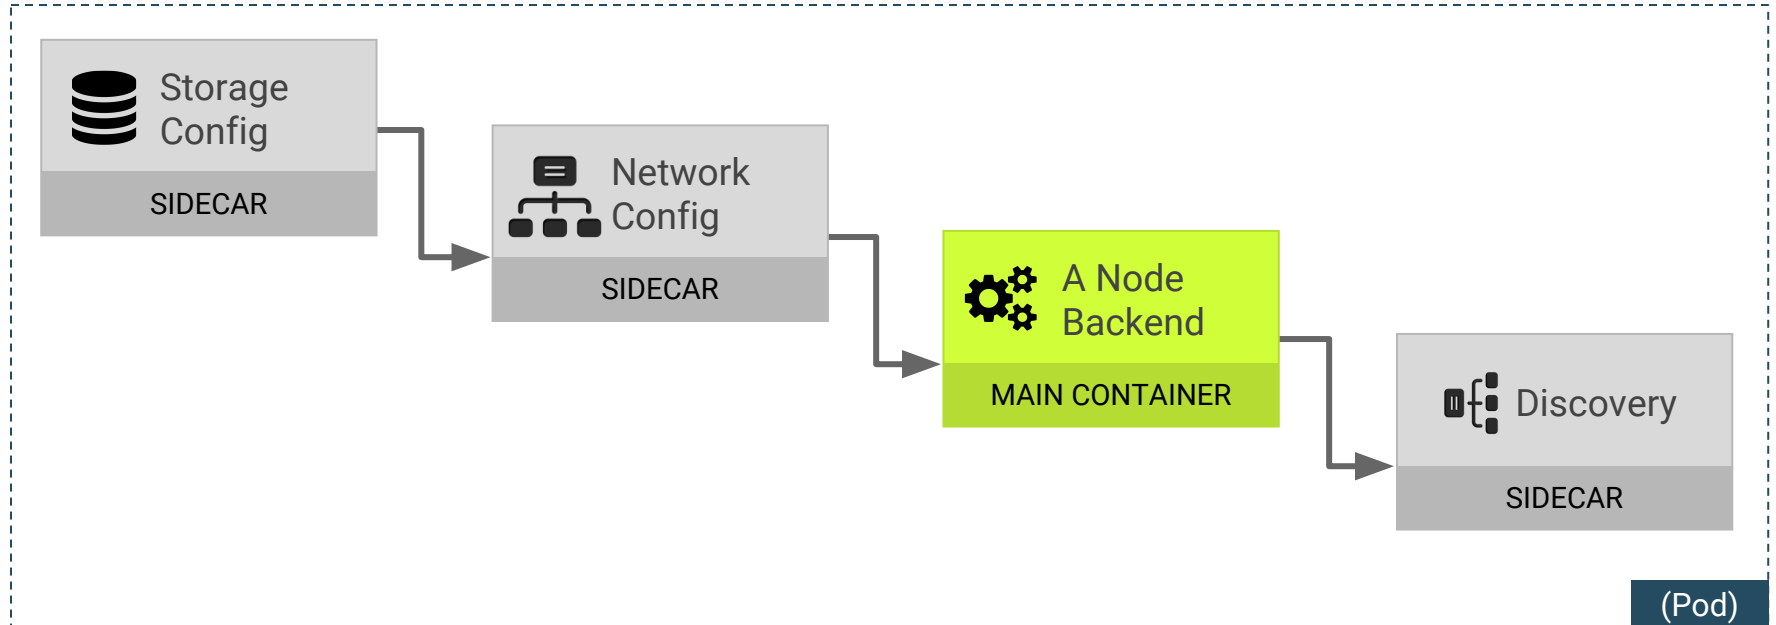 Storage
Config
SIDECAR
Network
Config
SIDECAR
A Node
Backend
MAIN CONTAINER
Discovery
SIDECAR
(Pod)